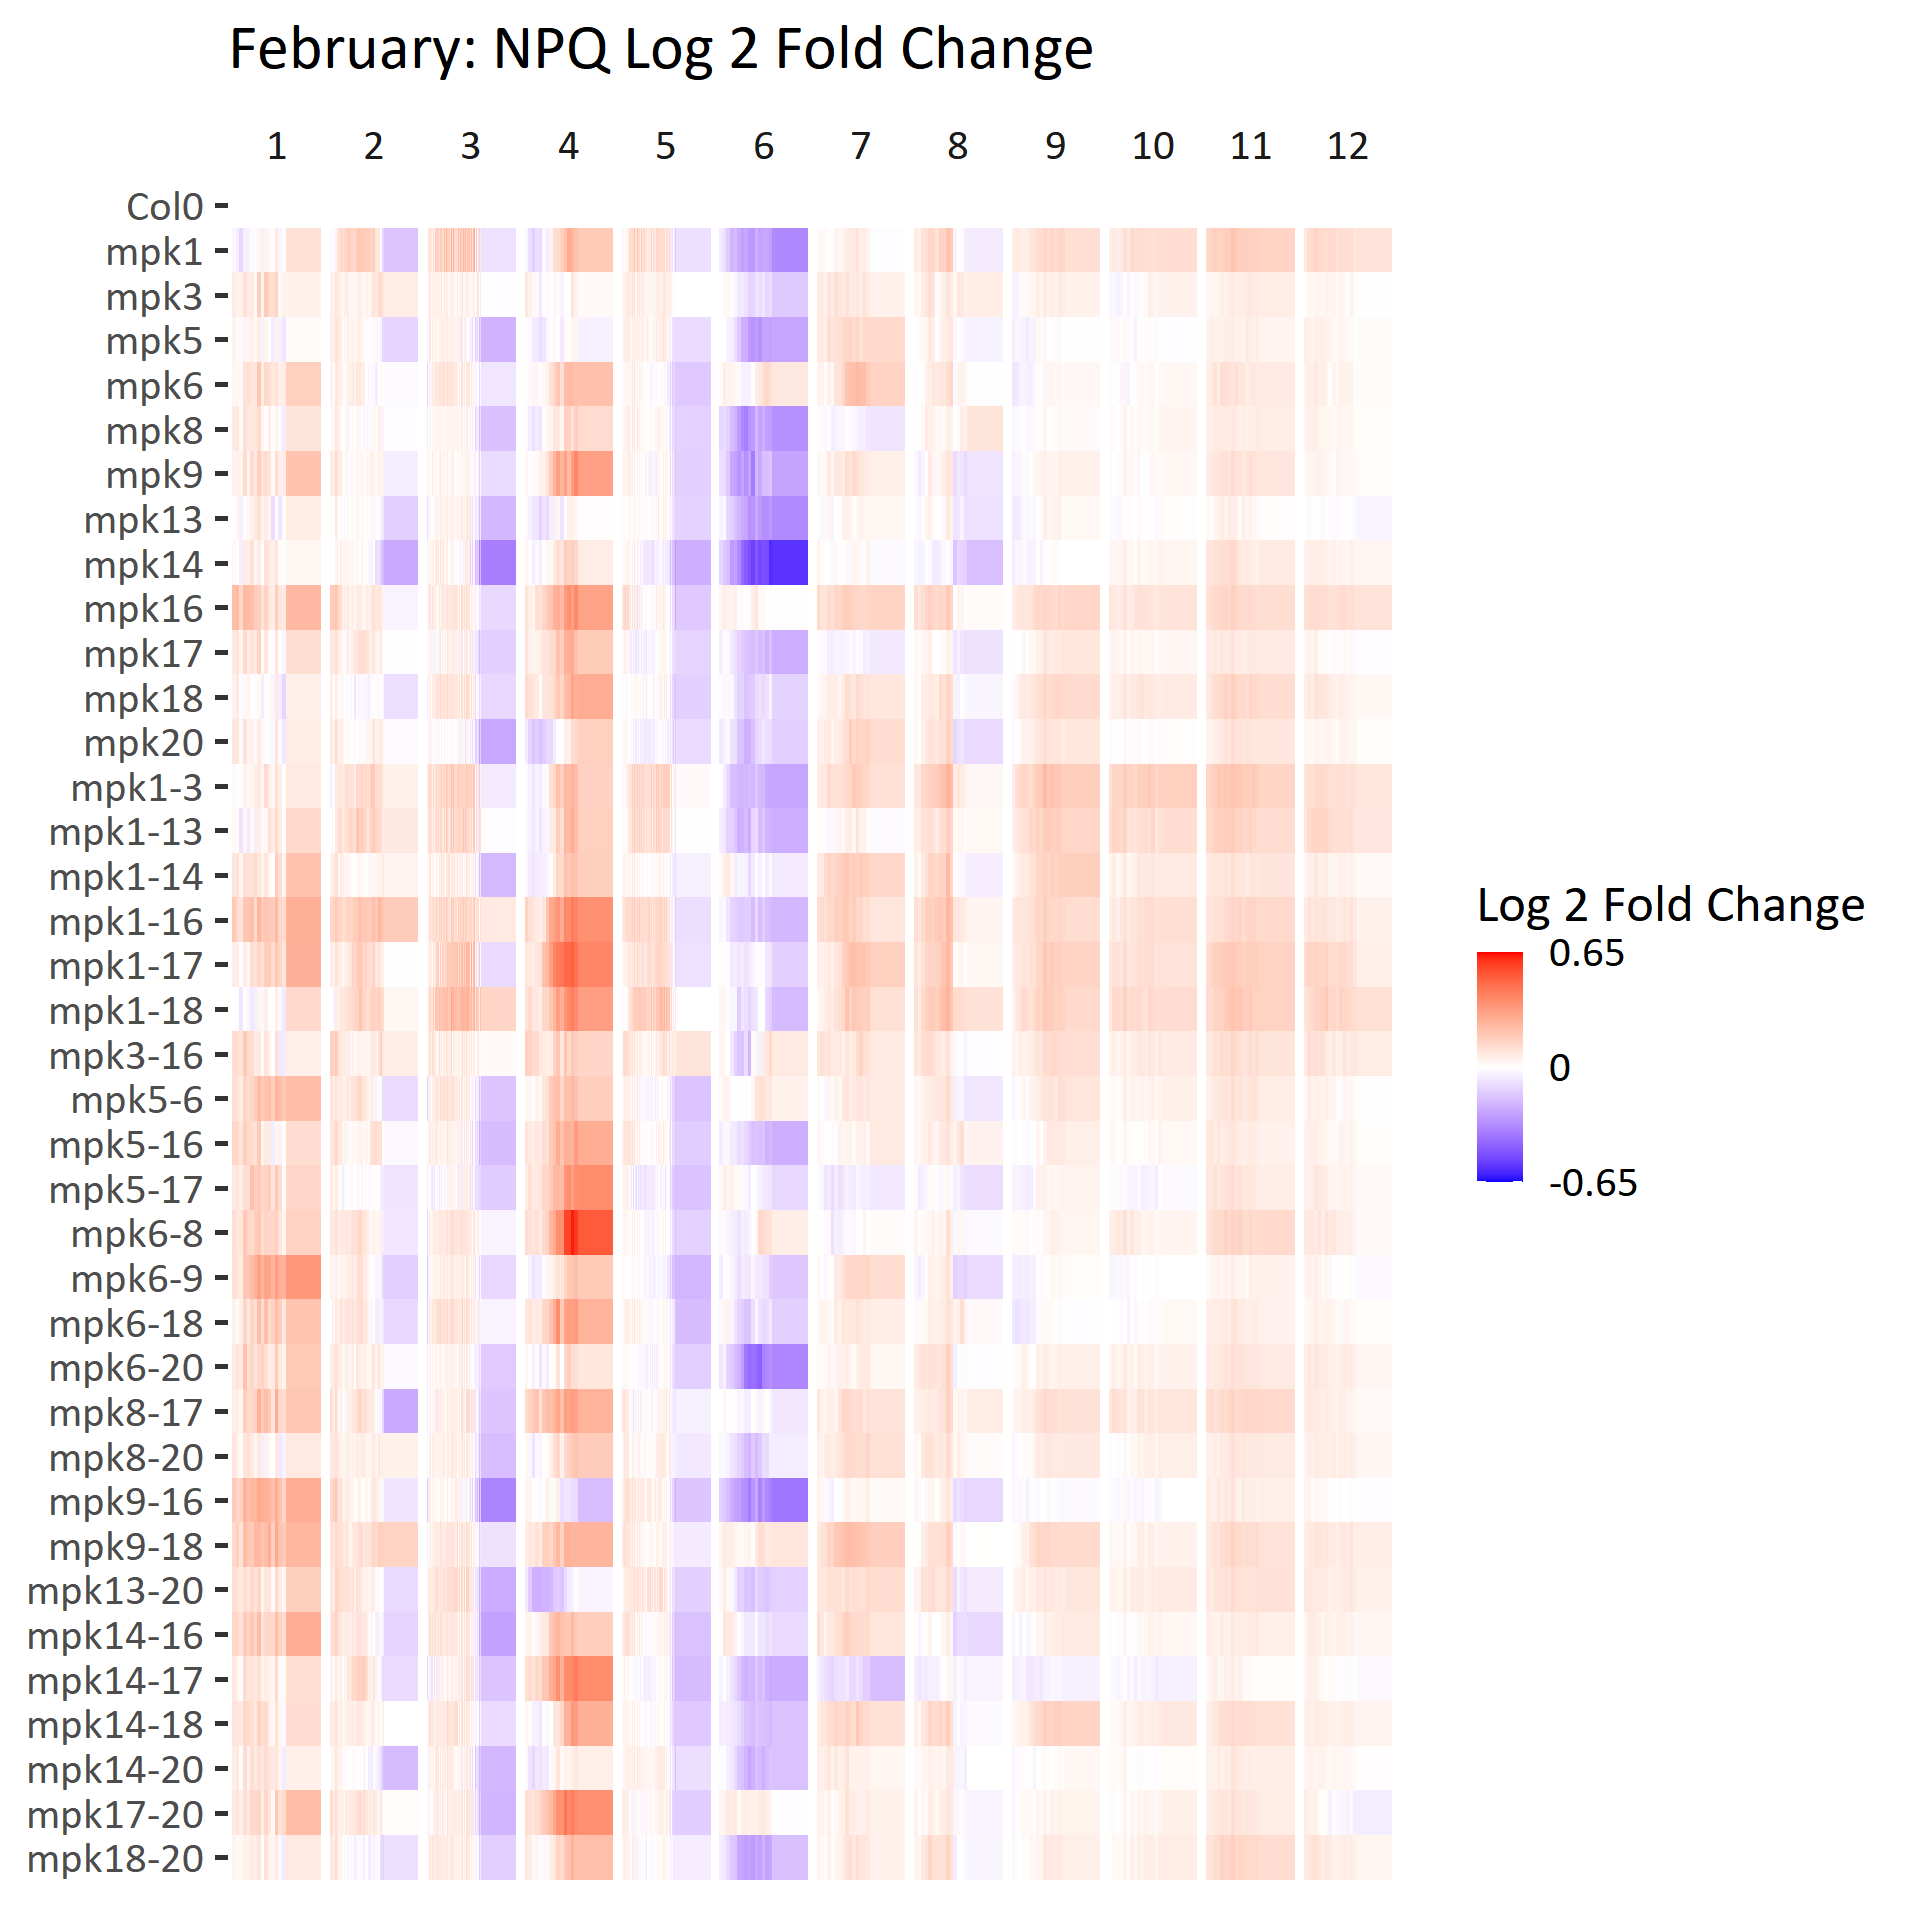 February: NPQ Log 2 Fold Change
1 2 3 4 5 6 7 8 9 10 11 12
Col0
mpk1
mpk3
mpk5
mpk6
mpk8
mpk9
mpk13
mpk14
mpk16
mpk17
mpk18
mpk20
mpk1-3
mpk1-13
mpk1-14
mpk1-16
mpk1-17
mpk1-18
mpk3-16
mpk5-6
mpk5-16
mpk5-17
mpk6-8
mpk6-9
mpk6-18
mpk6-20
mpk8-17
mpk8-20
mpk9-16
mpk9-18
mpk13-20
mpk14-16
mpk14-17
mpk14-18
mpk14-20
mpk17-20
mpk18-20
Log 2 Fold Change
0.65
0
-0.65